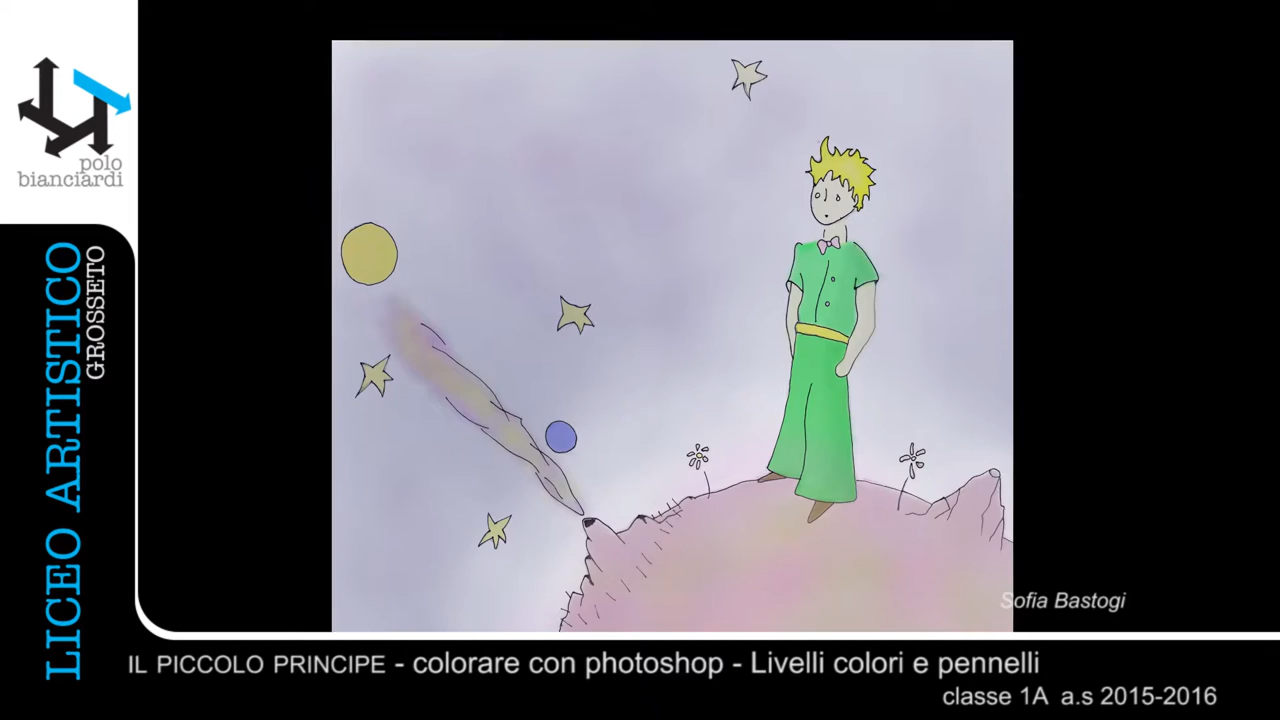 polo
bianciardi
LICEO ARTISTICO
GROSSETO
Sofia Bastogi
IL PICCOLO PRINCIPE - colorare con photoshop - Livelli colori e pennelli
classe 1A a.s 2015-2016